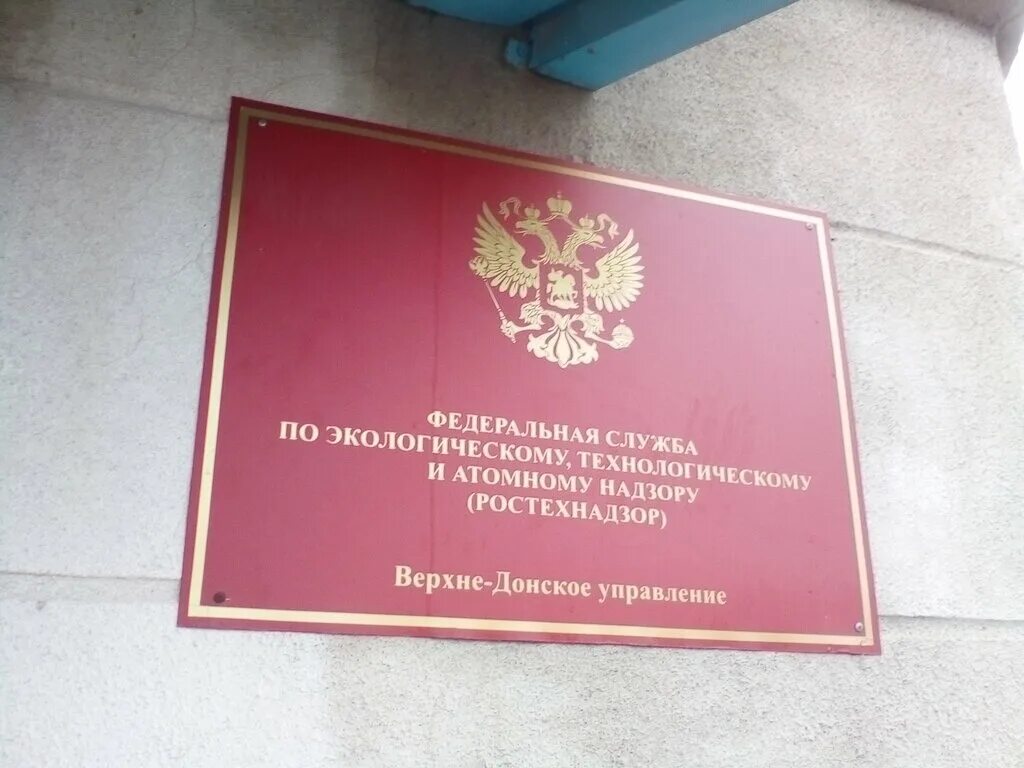 ФЕДЕРАЛЬНАЯ СЛУЖБА
ПО ЭКОЛОГИЧЕСКОМУ, ТЕХНОЛОГИЧЕСКОМУ
И АТОМНОМУ НАДЗОРУ
(РОСТЕХНАДЗОР)
Верхне-Донское управление